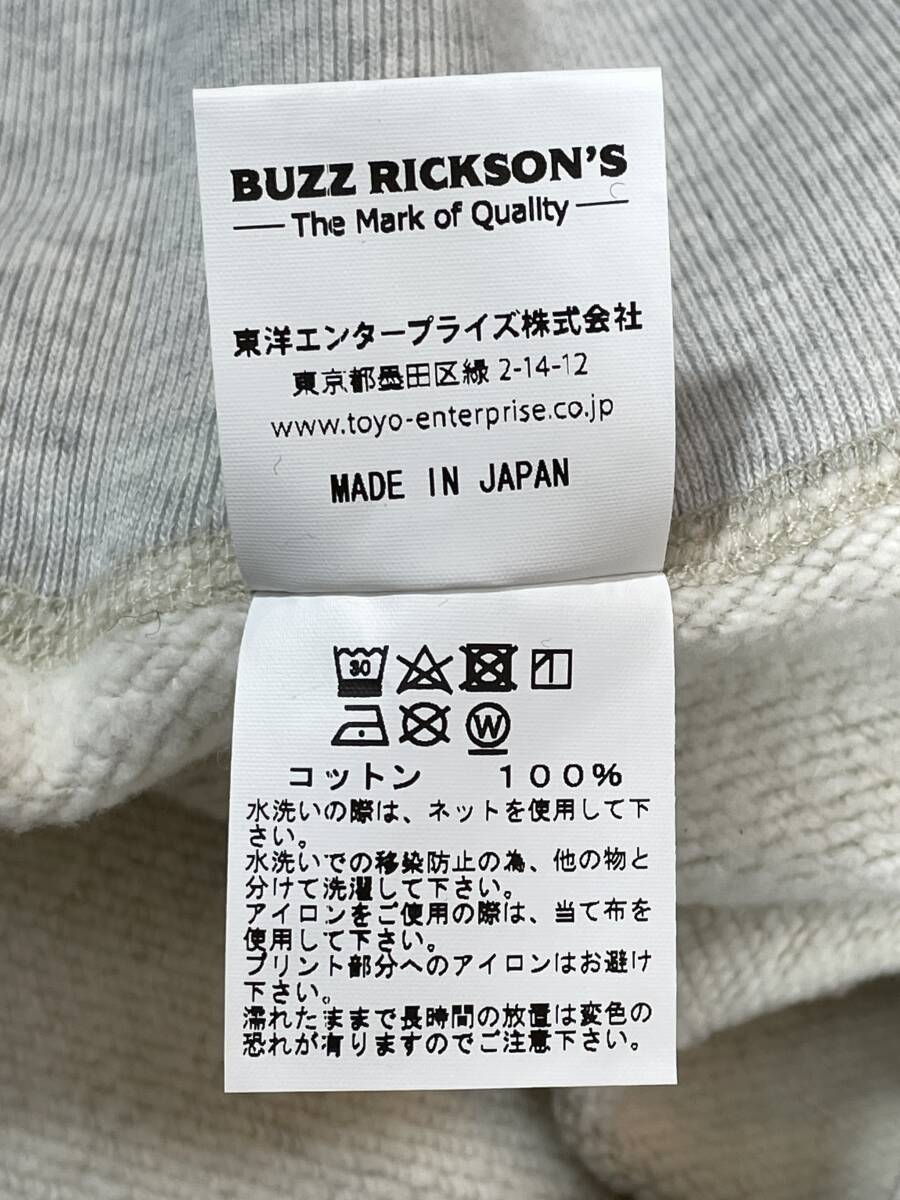 BUZZ RICKSON'S
The Mark of Quality
東洋エンタープライズ株式会社
東京都墨田区緑 2-14-12
www.toyo-enterprise.co.jp
MADE IN JAPAN
30
W
コットン 100%
水洗いの際は、ネットを使用して下
さい。
水洗いでの移染防止の為、他の物と
分けて洗濯して下さい。
アイロンをご使用の際は、当て布を
使用して下さい。
プリント部分へのアイロンはお避け
下さい。
濡れたままで長時間の放置は変色の
恐れが有りますのでご注意下さい。